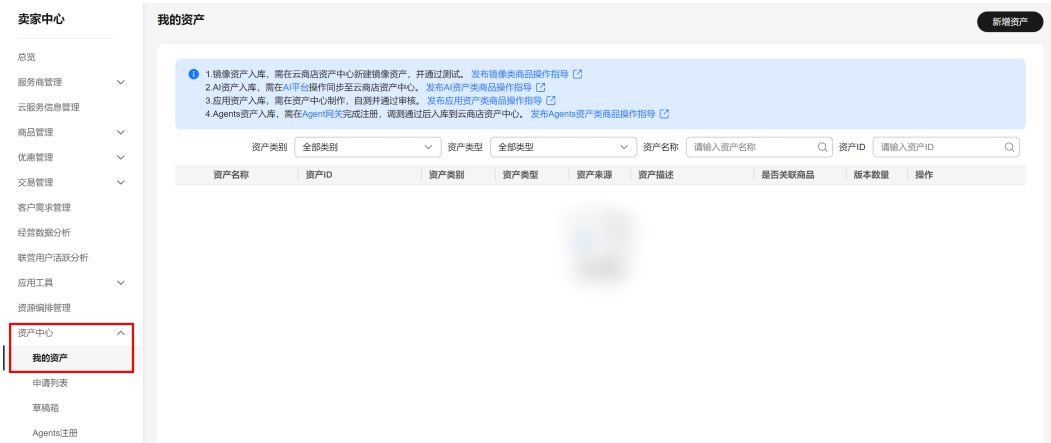 卖家中心
总览
服务商管理
云服务信息管理
商品管理
优惠管理
交易管理
客户需求管理
经营数据分析
联营用户活跃分析
应用工具
资源编排管理
资产中心
我的资产
申请列表
草稿箱
Agents注册
我的资产
新增资产
1.镜像资产入库，需在云商店资产中心新建镜像资产，并通过测试。 发布镜像类商品操作指导
2.AI资产入库，需在AI平台操作同步至云商店资产中心。 发布AI资产类商品操作指导
3.应用资产入库，需在资产中心制作，自测并通过审核。 发布应用资产类商品操作指导
4.Agents资产入库，需在Agent网关完成注册，调测通过后入库到云商店资产中心。 发布Agents资产类商品操作指导
资产类别 全部类别 资产类型 全部类型 资产名称 请输入资产名称 资产ID 请输入资产ID
资产名称 资产ID 资产类别 资产类型 资产来源 资产描述 是否关联商品 版本数量 操作